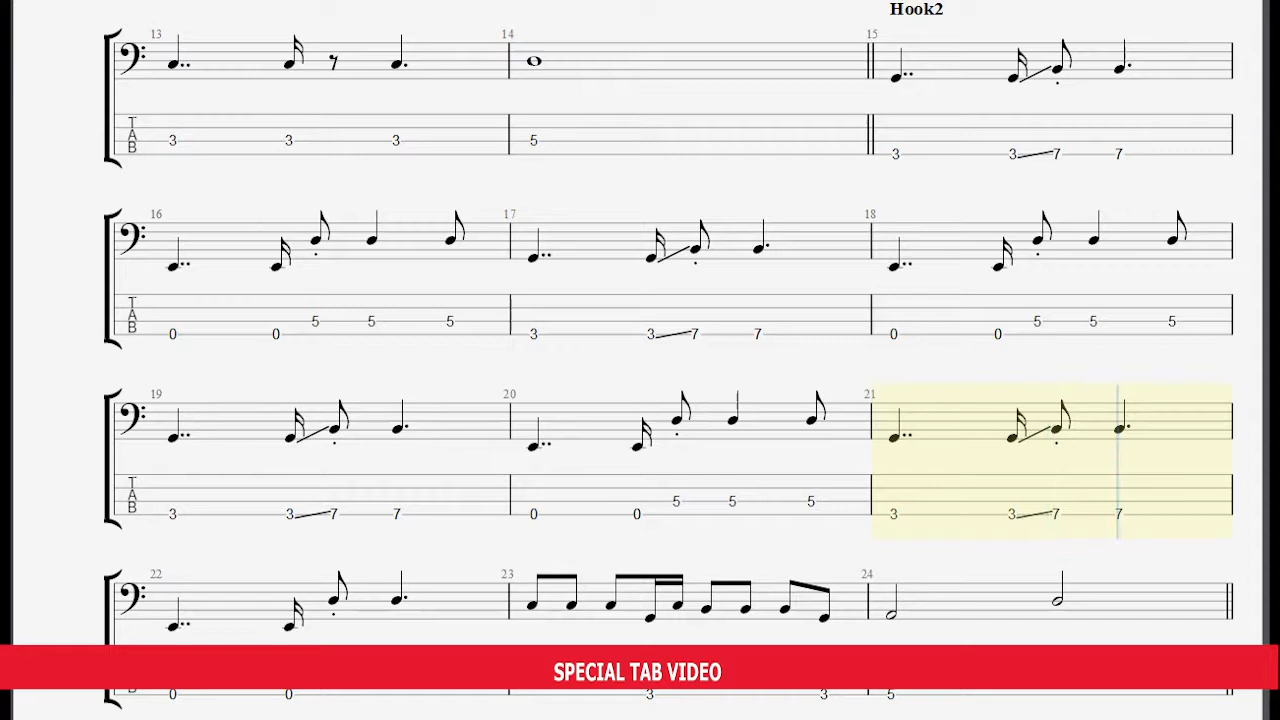 Hook2
13 14 15
T
A
B
3 3 3 5 3 3 7 7
16 17 18
T
A
B
5 5 5 5 5 5
0 0 3 3 7 7 0 0
19 20 21
T
A
B
5 5 5
3 3 7 7 0 0 3 3 7 7
22 23 24
SPECIAL TAB VIDEO
0 0 3 3 5